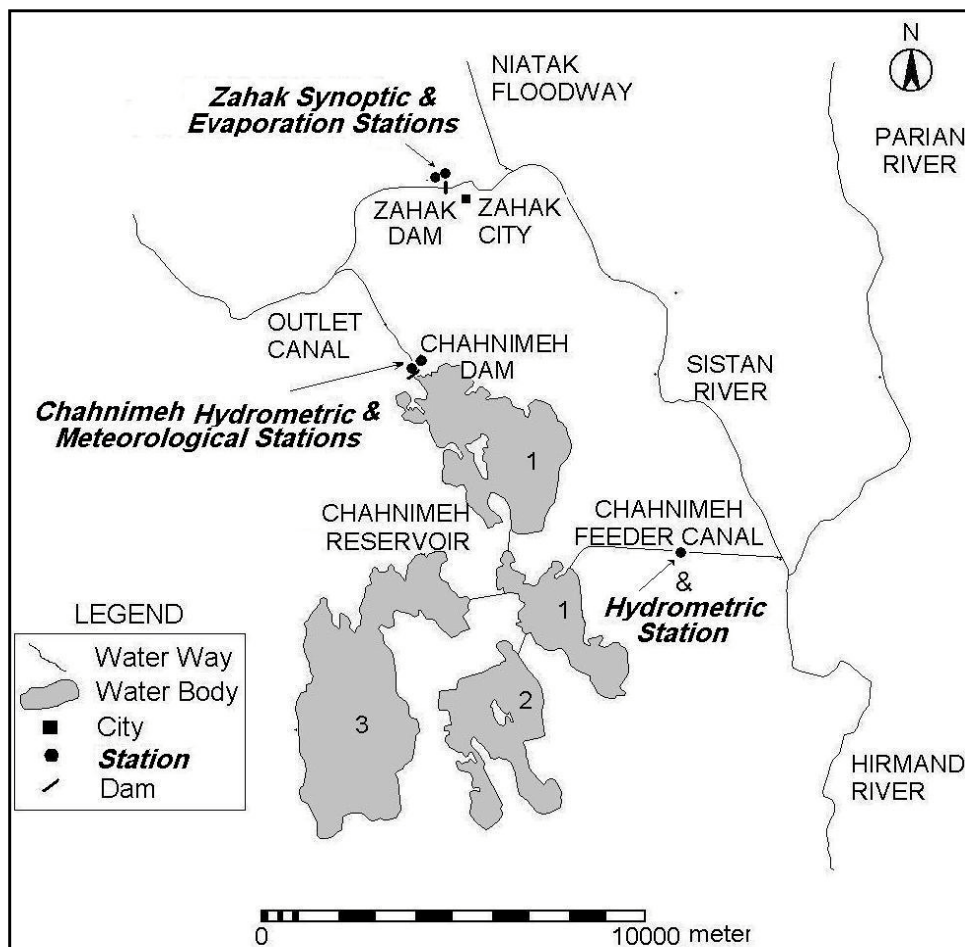 N
NIATAK
FLOODWAY
Zahak Synoptic &
Evaporation Stations
PARIAN
RIVER
ZAHAK
DAM
ZAHAK
CITY
OUTLET
CANAL
CHAHNIMEH
DAM
SISTAN
RIVER
Chahnimeh Hydrometric &
Meteorological Stations
1
CHAHNIMEH
RESERVOIR
CHAHNIMEH
FEEDER CANAL
&
Hydrometric
Station
1
2
3
HIRMAND
RIVER
LEGEND
Water Way
Water Body
City
Station
Dam
0 10000 meter